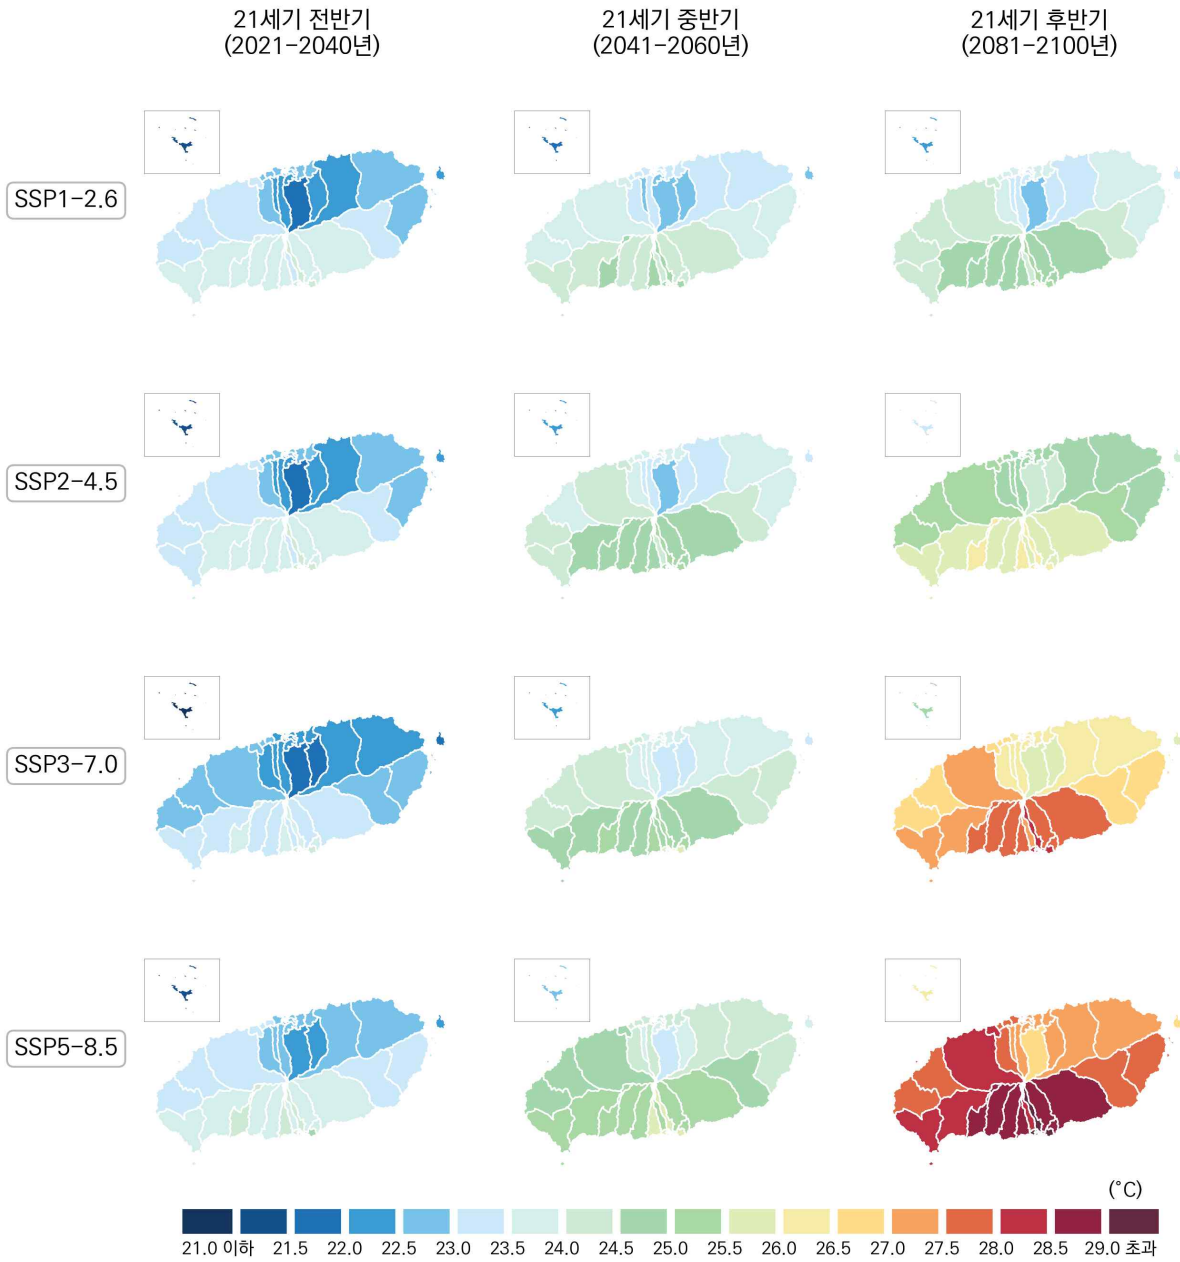 21세기 전반기
(2021-2040년)
21세기 중반기
(2041-2060년)
21세기 후반기
(2081-2100년)
SSP1-2.6
SSP2-4.5
SSP3-7.0
SSP5-8.5
(°C)
21.0 이하 21.5 22.0 22.5 23.0 23.5 24.0 24.5 25.0 25.5 26.0 26.5 27.0 27.5 28.0 28.5 29.0 초과